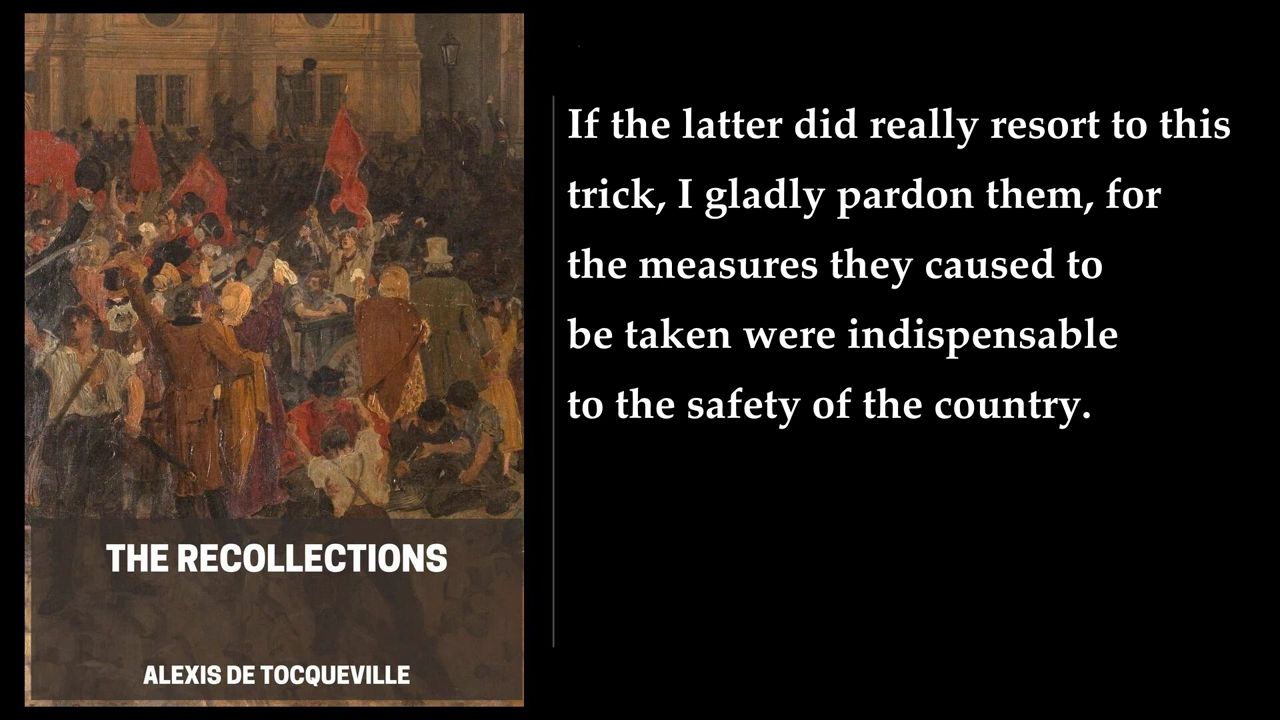 If the latter did really resort to this
trick, I gladly pardon them, for
the measures they caused to
be taken were indispensable
to the safety of the country.
THE RECOLLECTIONS
ALEXIS DE TOCQUEVILLE